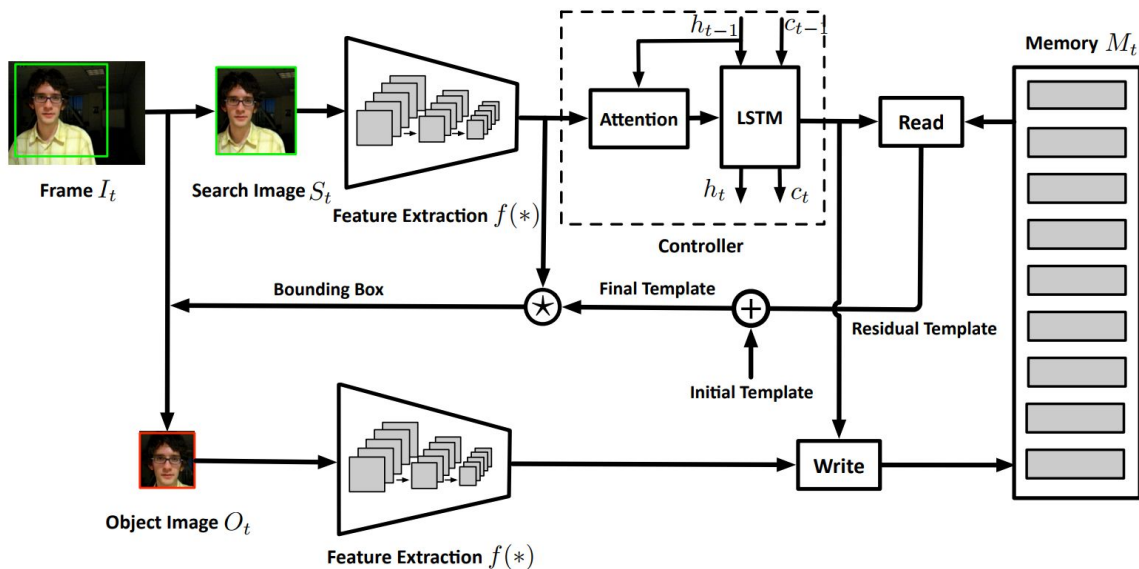 h_{t-1}
c_{t-1}
Memory M_t
Attention
LSTM
Read
Frame I_t
Search Image S_t
Feature Extraction f(*)
h_t
c_t
Controller
Bounding Box
Final Template
Residual Template
Initial Template
Write
Object Image O_t
Feature Extraction f(*)